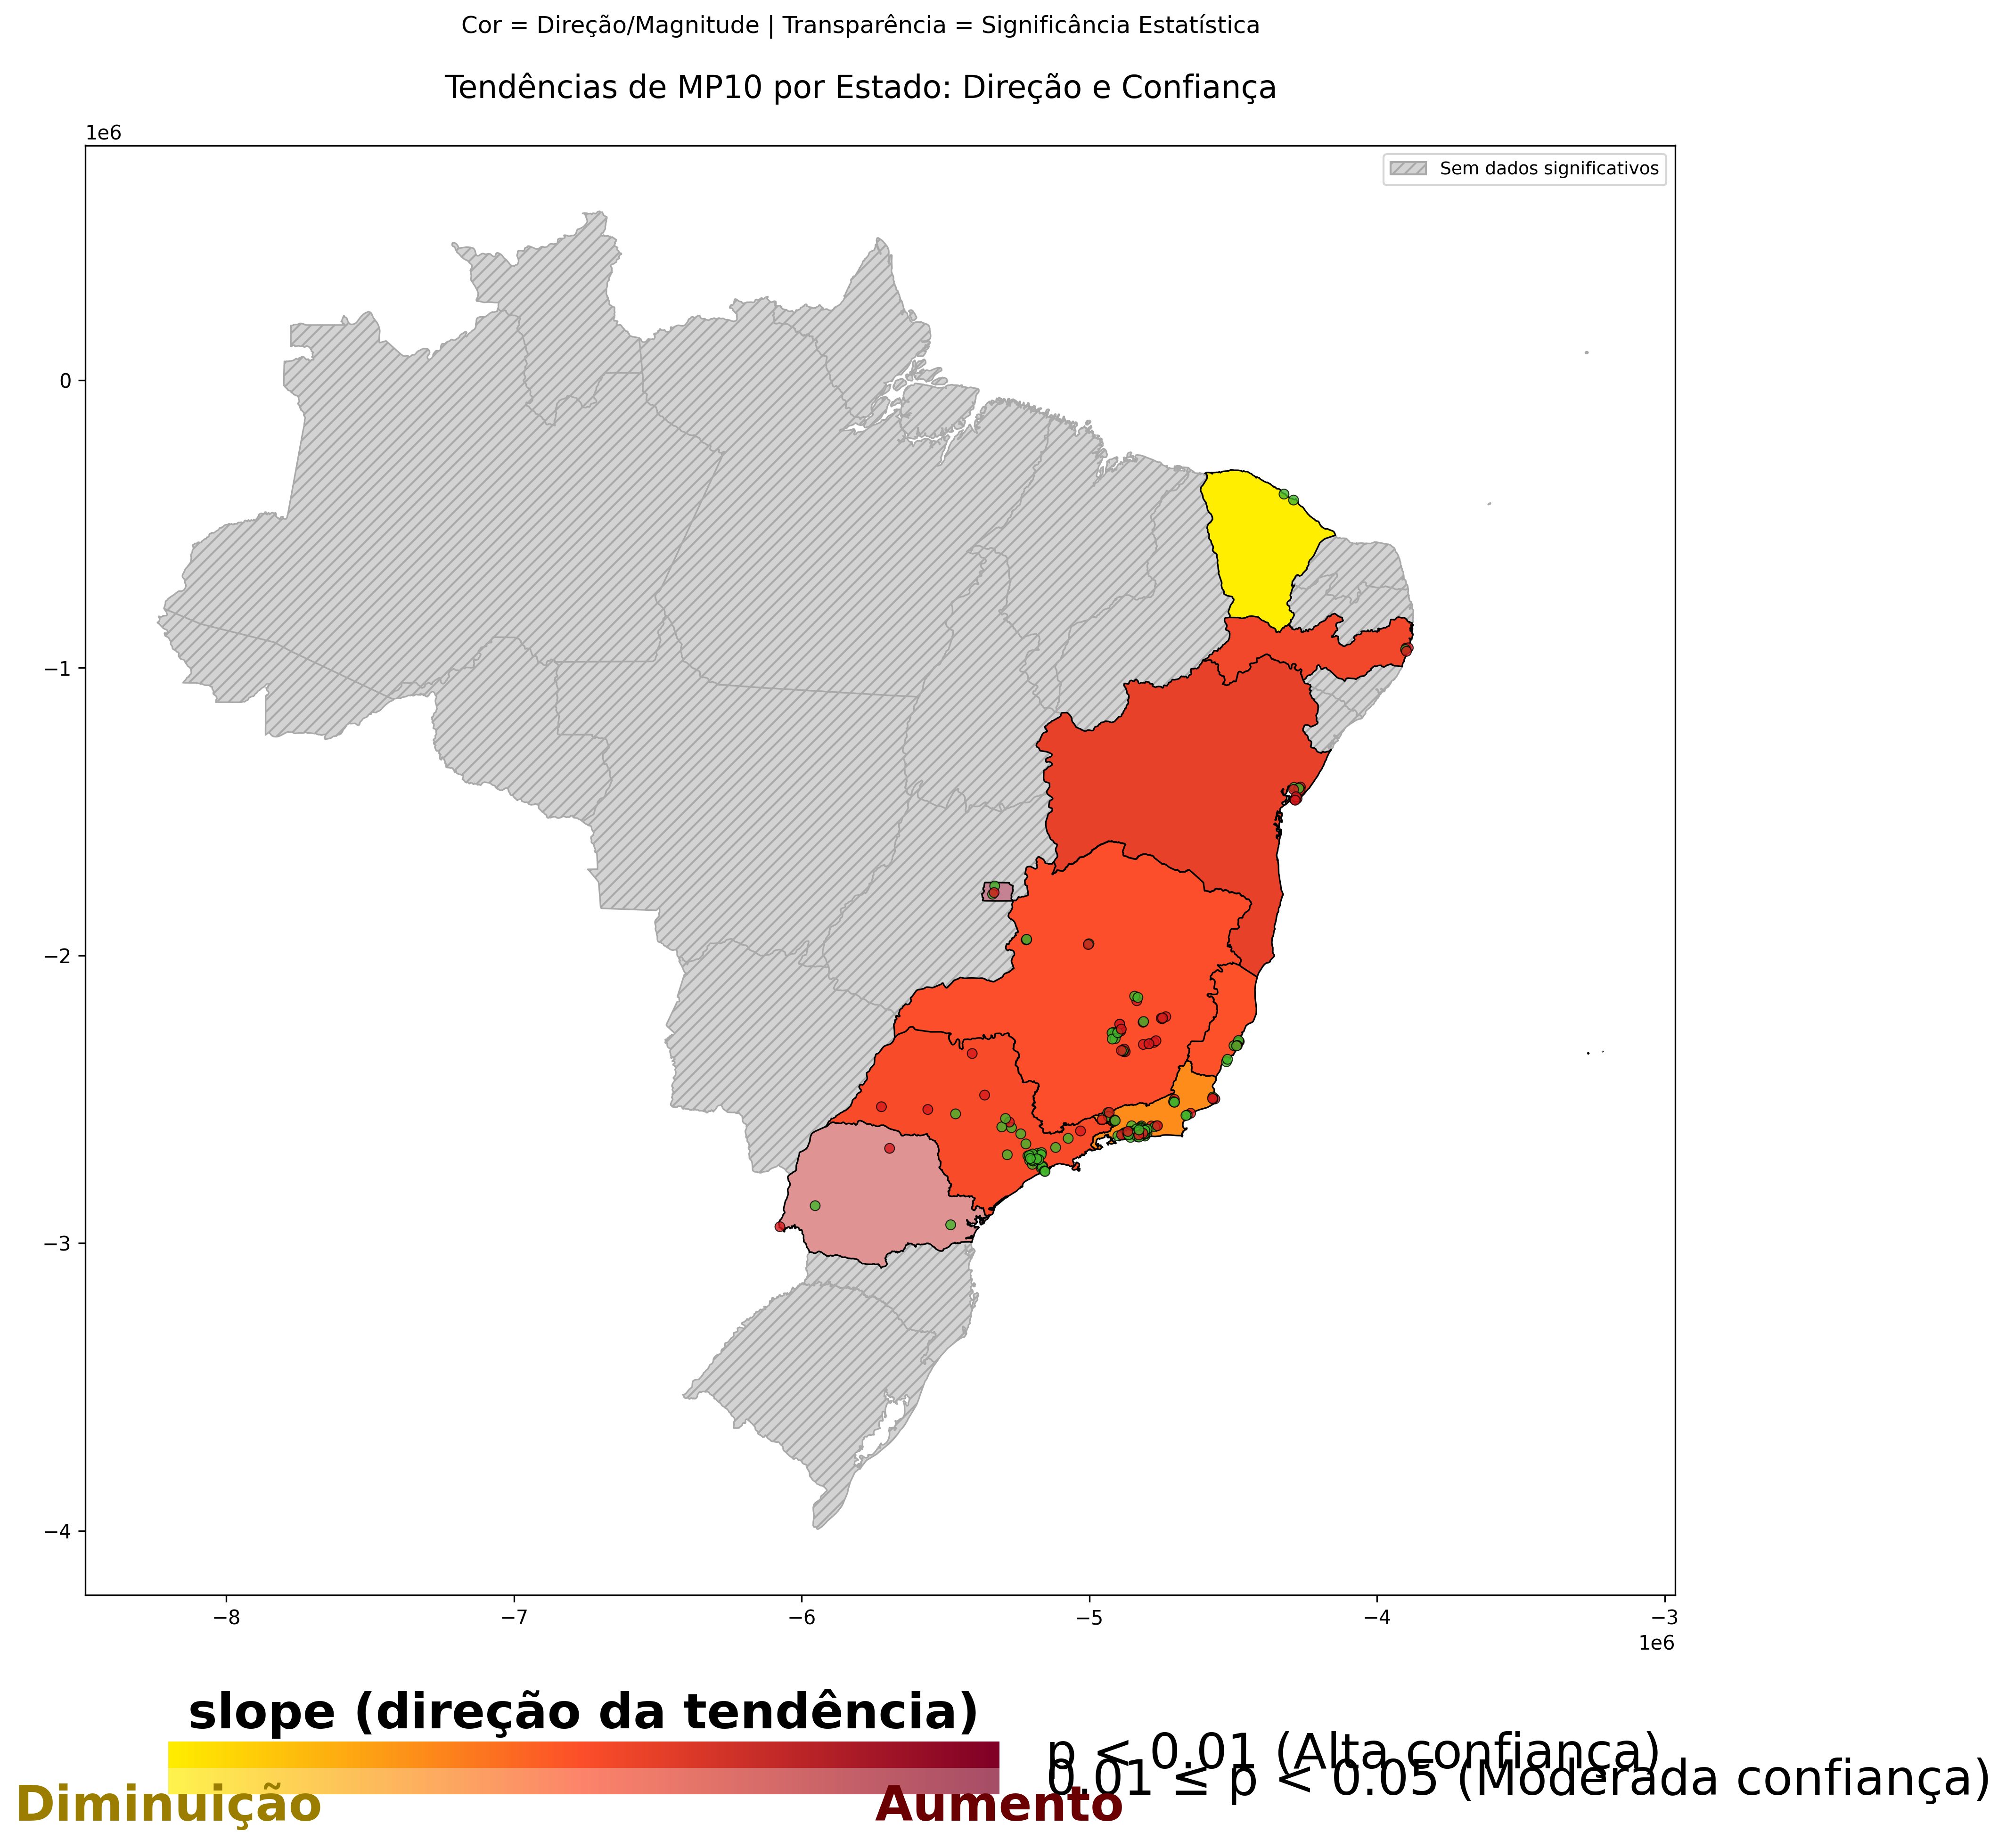 Cor = Direção/Magnitude | Transparência = Significância Estatística
Tendências de MP10 por Estado: Direção e Confiança
1e6
Sem dados significativos
0
−1
−2
−3
−4
−8
−7
−6
−5
−4
−3
1e6
slope (direção da tendência)
p < 0.01 (Alta confiança)
0.01 ≤ p < 0.05 (Moderada confiança)
Diminuição
Aumento